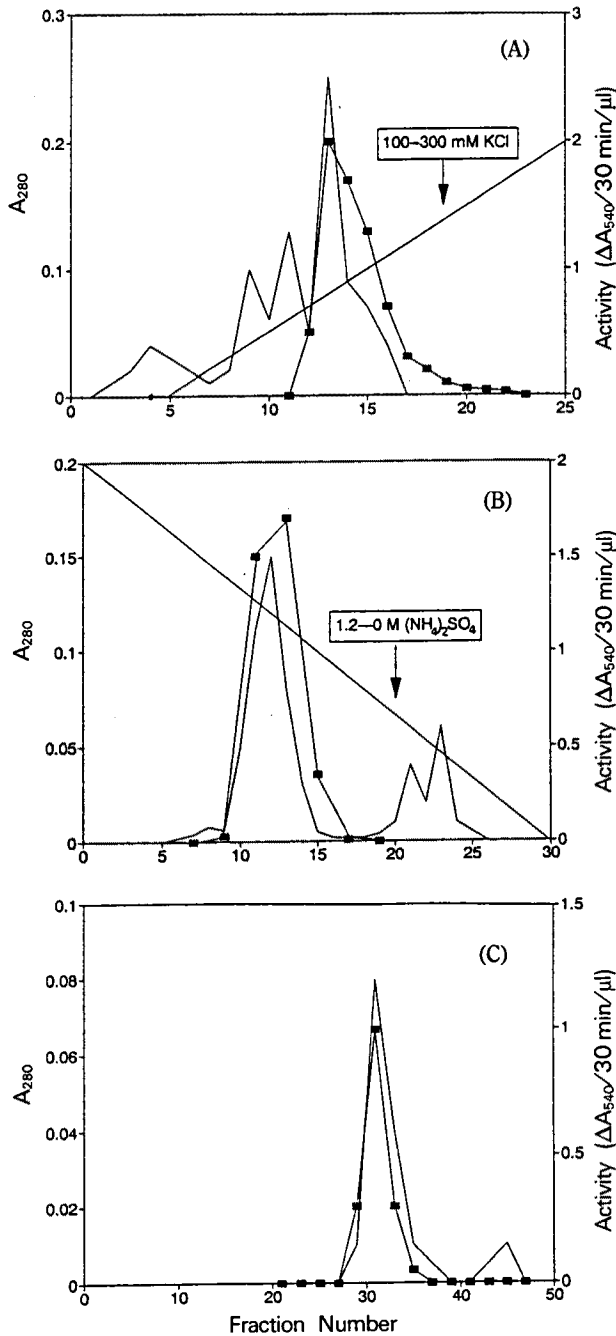 (A)
0.3
0.2
0.1
0
A280
3
2
1
0
Activity (ΔA540/30 min/μl)
100–300 mM KCl
0 5 10 15 20 25
(B)
0.2
0.15
0.1
0.05
0
A280
2
1.5
1
0.5
0
Activity (ΔA540/30 min/μl)
1.2—0 M (NH4)2SO4
0 5 10 15 20 25 30
(C)
0.1
0.08
0.06
0.04
0.02
0
A280
1.5
1
0.5
0
Activity (ΔA540/30 min/μl)
0 10 20 30 40 50
Fraction Number